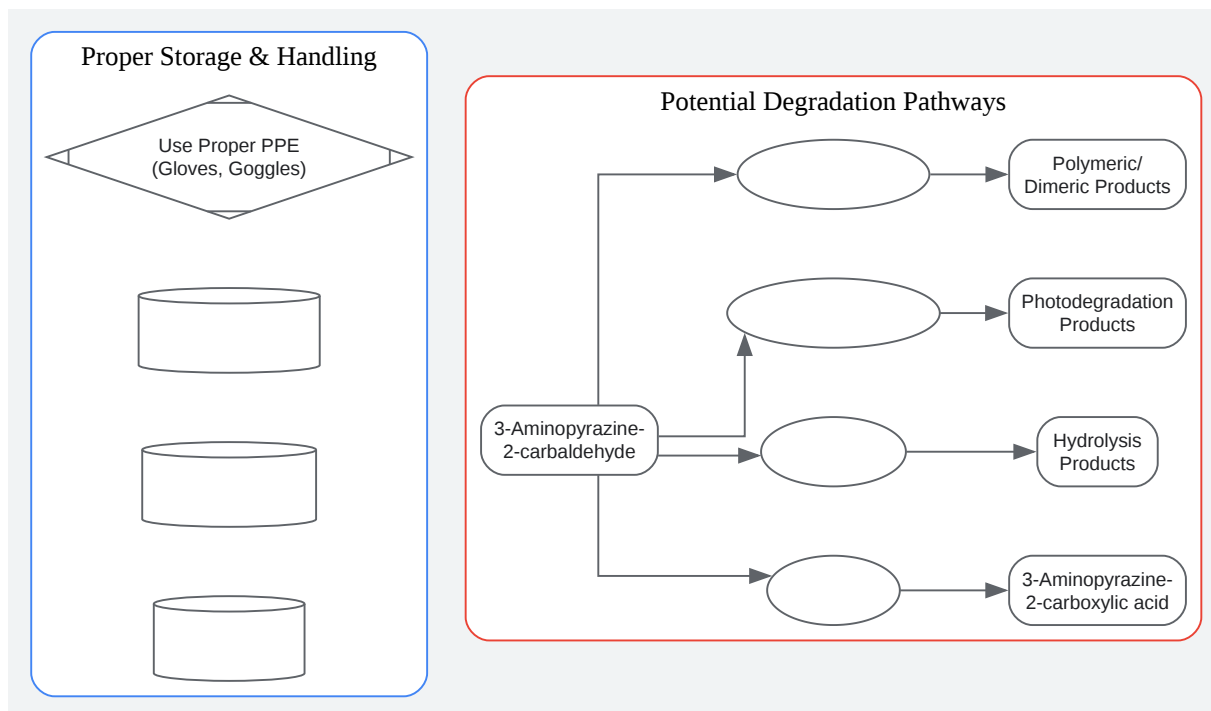 Proper Storage & Handling
Use Proper PPE
(Gloves, Goggles)
Potential Degradation Pathways
Polymeric/
Dimeric Products
Photodegradation
Products
3-Aminopyrazine-
2-carbaldehyde
Hydrolysis
Products
3-Aminopyrazine-
2-carboxylic acid